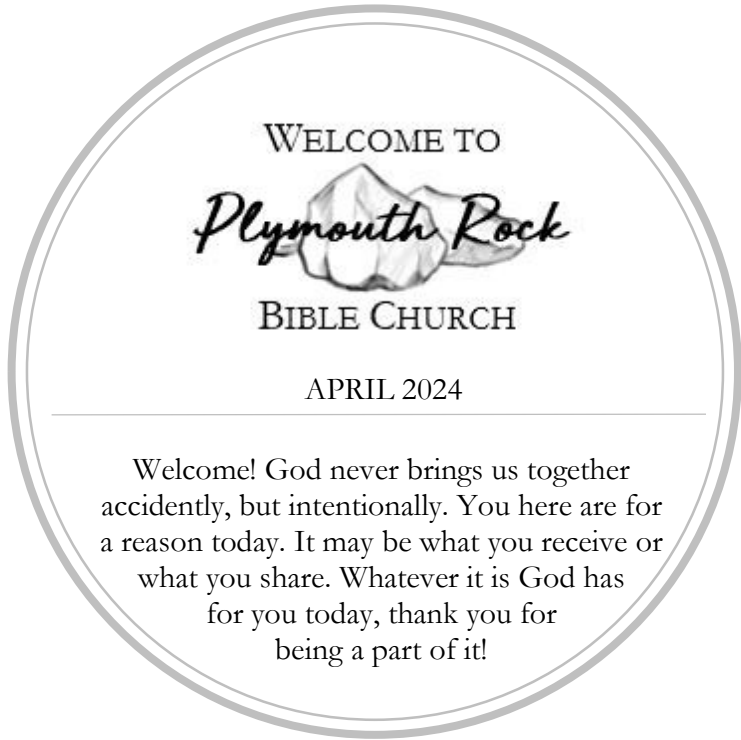 WELCOME TO
Plymouth Rock
BIBLE CHURCH
APRIL 2024
Welcome! God never brings us together
accidently, but intentionally. You here are for
a reason today. It may be what you receive or
what you share. Whatever it is God has
for you today, thank you for
being a part of it!